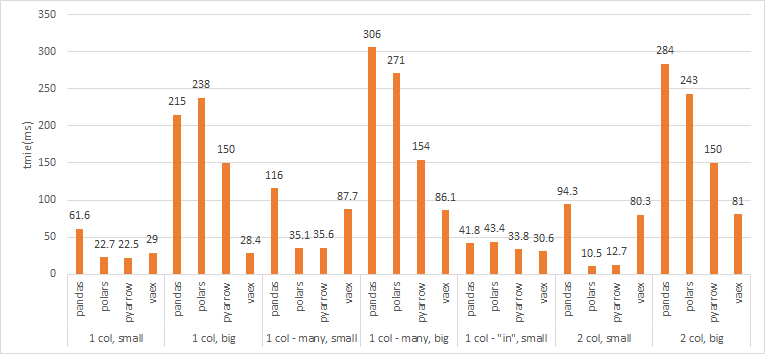 350
300
250
200
150
100
50
0
tmie(ms)
61.6
22.7
22.5
29
215
238
150
28.4
116
35.1
35.6
87.7
306
271
154
86.1
41.8
43.4
33.8
30.6
94.3
10.5
12.7
80.3
284
243
150
81
pandas
polars
pyarrow
vaex
pandas
polars
pyarrow
vaex
pandas
polars
pyarrow
vaex
pandas
polars
pyarrow
vaex
pandas
polars
pyarrow
vaex
pandas
polars
pyarrow
vaex
pandas
polars
pyarrow
vaex
1 col, small
1 col, big
1 col - many, small
1 col - many, big
1 col - "in", small
2 col, small
2 col, big